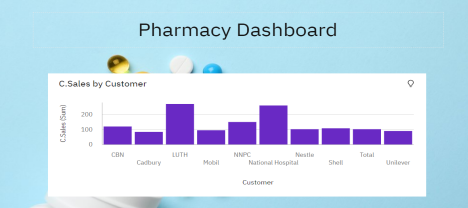 Pharmacy Dashboard
C.Sales by Customer
C.Sales (Sum)
200
100
0
CBN
Cadbury
LUTH
Mobil
NNPC
National Hospital
Nestle
Shell
Total
Unilever
Customer